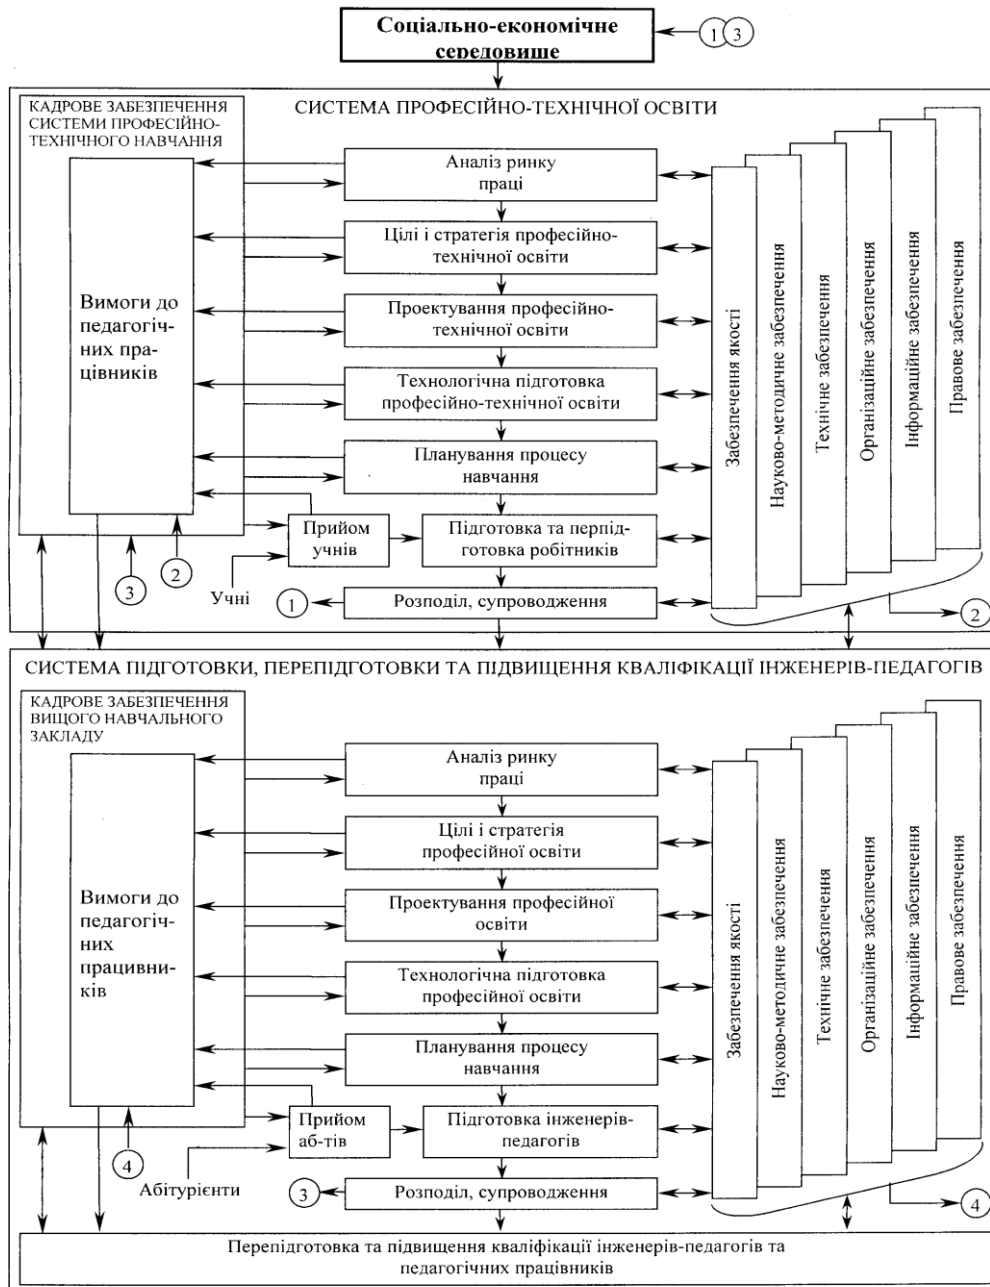 Соціально-економічне
середовище
1 3
СИСТЕМА ПРОФЕСІЙНО-ТЕХНІЧНОЇ ОСВІТИ
КАДРОВЕ ЗАБЕЗПЕЧЕННЯ
СИСТЕМИ ПРОФЕСІЙНО-
ТЕХНІЧНОГО НАВЧАННЯ
Вимоги до
педагогіч-
них пра-
цівників
Аналіз ринку
праці
Цілі і стратегія професійно-
технічної освіти
Проектування професійно-
технічної освіти
Технологічна підготовка
професійно-технічної освіти
Планування процесу
навчання
Прийом
учнів
Підготовка та перпід-
готовка робітників
Учні
3
2
1
Розподіл, супроводження
Забезпечення якості
Науково-методичне забезпечення
Технічне забезпечення
Організаційне забезпечення
Інформаційне забезпечення
Правове забезпечення
2
СИСТЕМА ПІДГОТОВКИ, ПЕРЕПІДГОТОВКИ ТА ПІДВИЩЕННЯ КВАЛІФІКАЦІЇ ІНЖЕНЕРІВ-ПЕДАГОГІВ
КАДРОВЕ ЗАБЕЗПЕЧЕННЯ
ВИЩОГО НАВЧАЛЬНОГО
ЗАКЛАДУ
Вимоги до
педагогіч-
них
працивни-
ків
Аналіз ринку
праці
Цілі і стратегія
професійної освіти
Проектування професійної
освіти
Технологічна підготовка
професійної освіти
Планування процесу
навчання
Прийом
аб-тів
Підготовка інженерів-
педагогів
4
Абітурієнти
3
Розподіл, супроводження
Забезпечення якості
Науково-методичне забезпечення
Технічне забезпечення
Організаційне забезпечення
Інформаційне забезпечення
Правове забезпечення
4
Перепідготовка та підвищення кваліфікації інженерів-педагогів та
педагогічних працівників